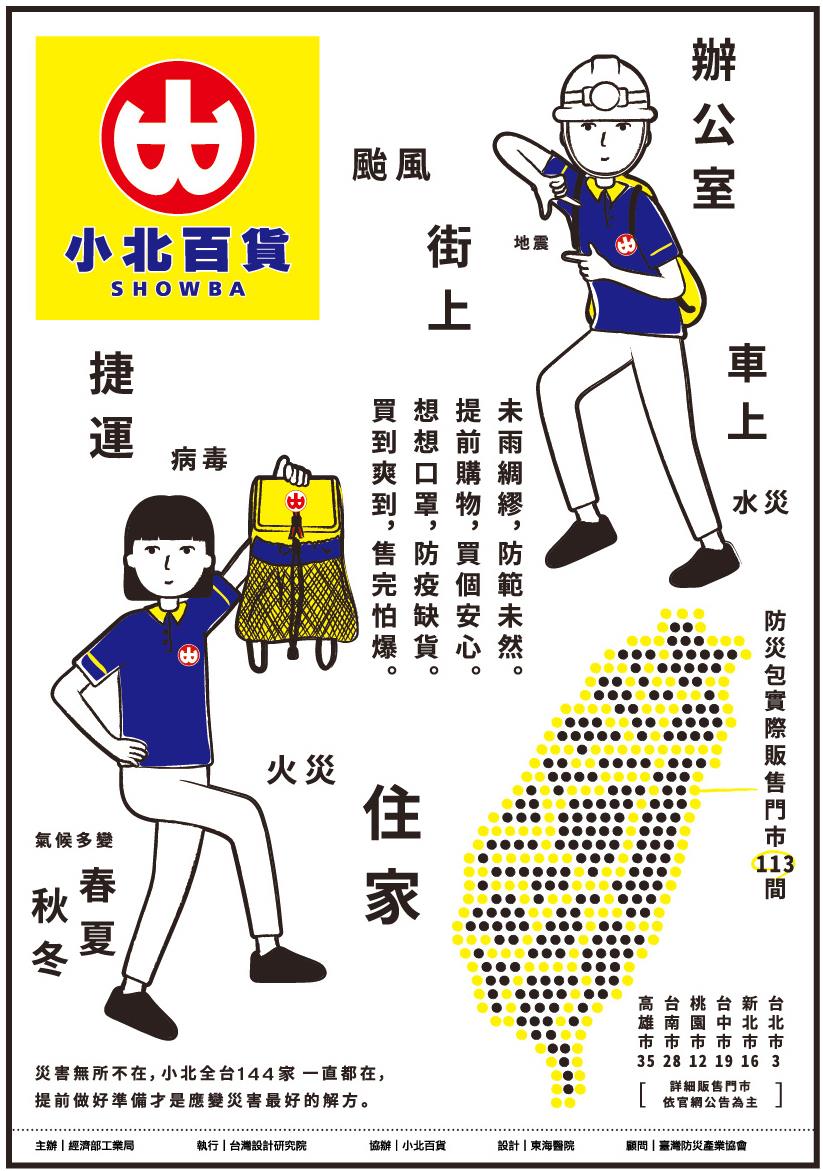 小北百貨
SHOWBA
辦公室
颱風
街上
地震
車上
捷運
病毒
水災
未雨綢繆，防範未然。
提前購物，買個安心。
想想口罩，防疫缺貨。
買到爽到，售完怕爆。
火災
住家
氣候多變
春夏
秋冬
防災包實際販售門市113間
台北市3
新北市16
台中市19
桃園市12
台南市28
高雄市35
[詳細販售門市
依官網公告為主]
災害無所不在，小北全台144家 一直都在，
提前做好準備才是應變災害最好的解方。
主辦｜經濟部工業局 執行｜台灣設計研究院 協辦｜小北百貨 設計｜東海醫院 顧問｜臺灣防災產業協會